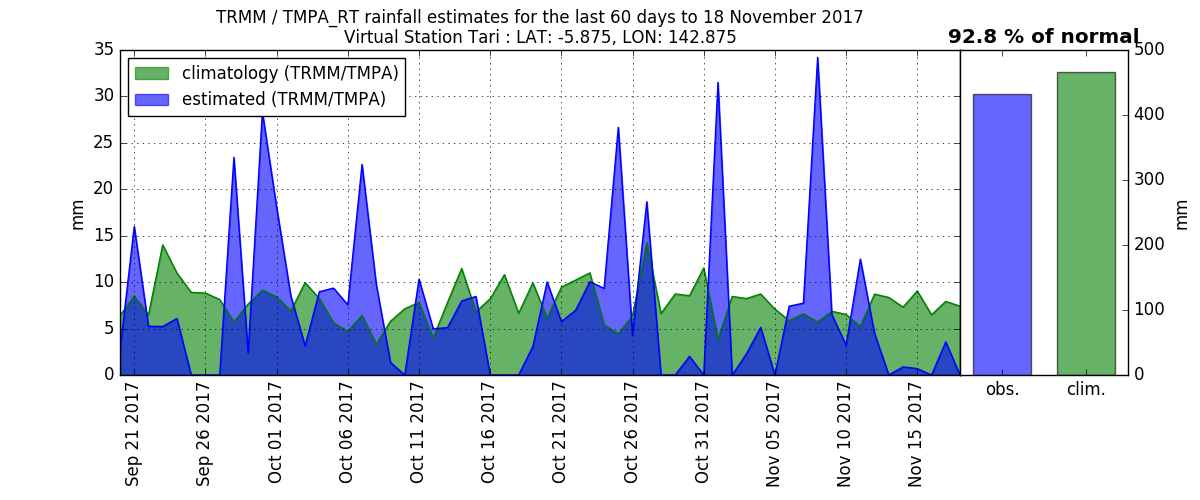 TRMM / TMPA_RT rainfall estimates for the last 60 days to 18 November 2017
Virtual Station Tari : LAT: -5.875, LON: 142.875
92.8 % of normal
climatology (TRMM/TMPA)
estimated (TRMM/TMPA)
35
30
25
20
15
10
5
0
mm
Sep 21 2017
Sep 26 2017
Oct 01 2017
Oct 06 2017
Oct 11 2017
Oct 16 2017
Oct 21 2017
Oct 26 2017
Oct 31 2017
Nov 05 2017
Nov 10 2017
Nov 15 2017
obs.
clim.
500
400
300
200
100
0
mm